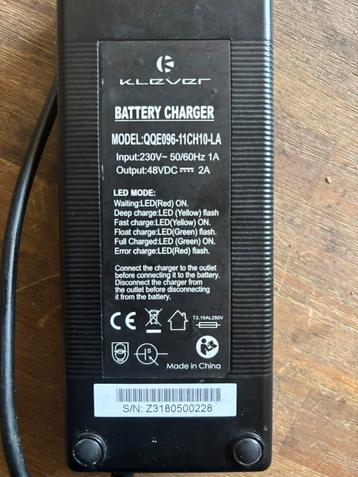 KLEVER
BATTERY CHARGER
MODEL:QQE096-11CH10-LA
Input:230V~ 50/60Hz 1A
Output:48VDC ⎓ 2A
LED MODE:
Waiting:LED(Red) ON.
Deep charge:LED (Yellow) flash
Fast charge:LED (Yellow) ON.
Float charge:LED(Green) flash.
Full Charged:LED (Green) ON.
Error charge:LED(Red) flash.
Connect the charger to the outlet
before connecting it to the battery.
Disconnect the charger from the
outlet before disconnecting
it from the battery.
CE
T3.15AL250V
S
Made in China
S/N: Z3180500228